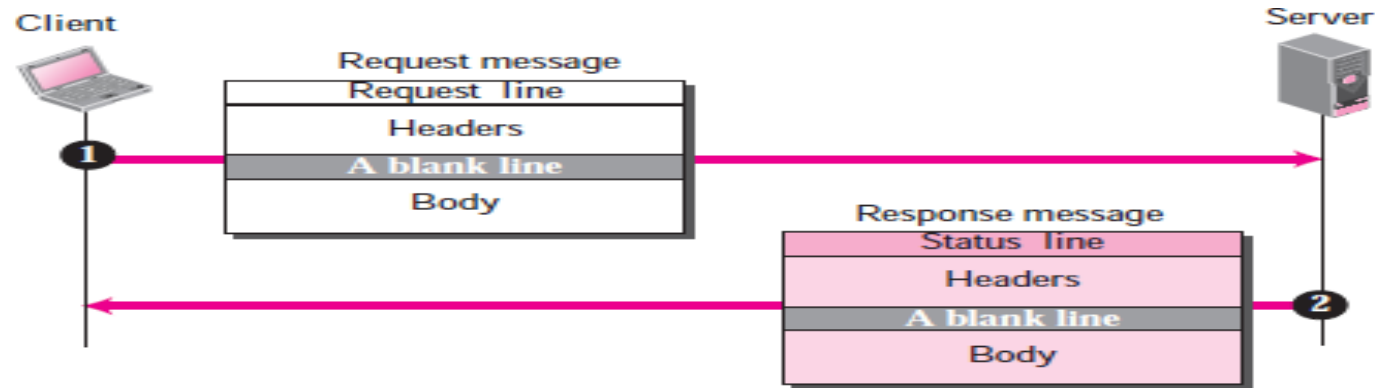 Client
Server
Request message
Request line
Headers
1
A blank line
Body
Response message
Status line
Headers
2
A blank line
Body